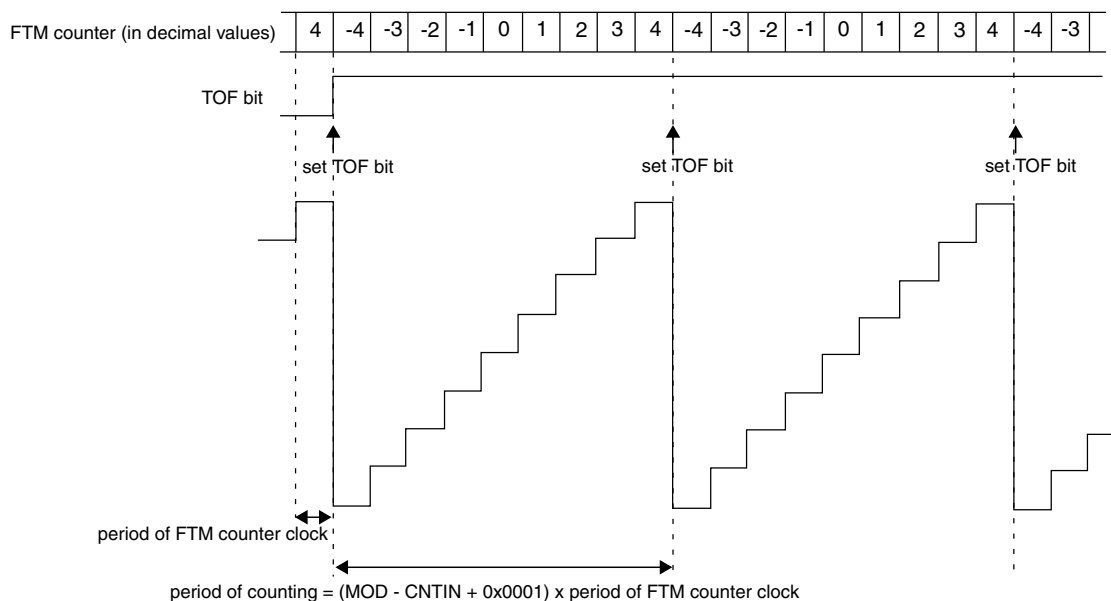 FTM counter (in decimal values) 4 -4 -3 -2 -1 0 1 2 3 4 -4 -3 -2 -1 0 1 2 3 4 -4 -3
TOF bit
set TOF bit set TOF bit set TOF bit
period of FTM counter clock
period of counting = (MOD - CNTIN + 0x0001) x period of FTM counter clock